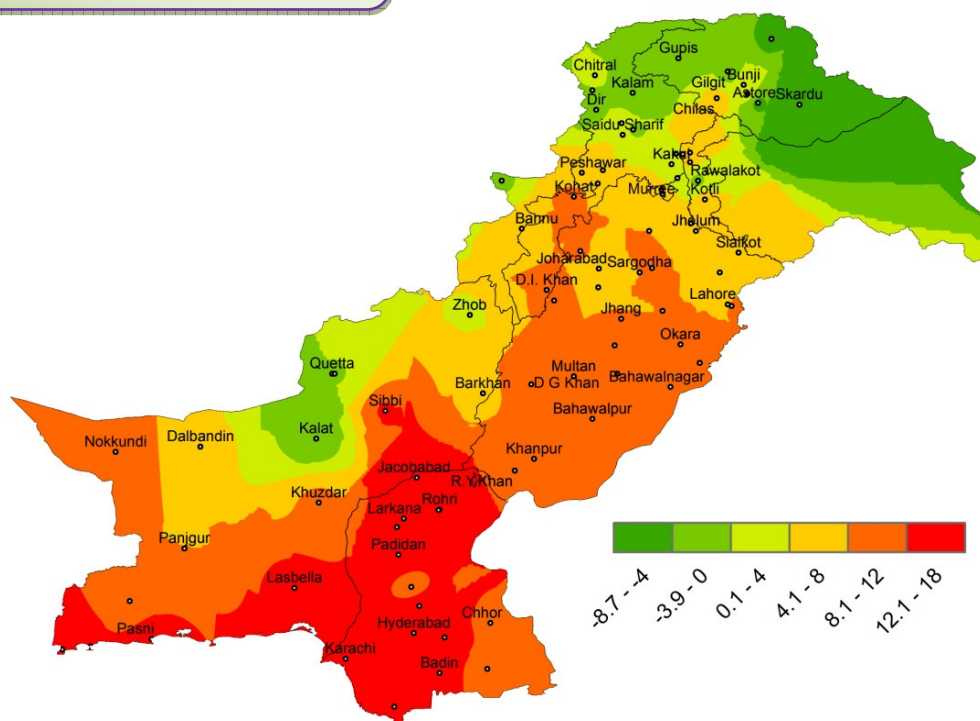 Gupis
Chitral
Bunji
Gilgit
Kalam
Astore Skardu
Dir
Chilas
Saidu Sharif
Peshawar
Rawalakot
Kohat
Kotli
Bannu
Jhelum
Sialkot
Joharabad Sargodha
D.I. Khan
Lahore
Zhob
Jhang
Okara
Quetta
Multan
Barkhan
D G Khan
Bahawalnagar
Sibbi
Bahawalpur
Kalat
Dalbandin
Nokkundi
Khanpur
Jacobabad
R.Y.Khan
Khuzdar
Rohri
Larkana
Panjgur
Padidan
Lasbella
Chhor
Hyderabad
Pasni
Karachi
Badin
-8.7 - -4
-3.9 - 0
0.1 - 4
4.1 - 8
8.1 - 12
12.1 - 18